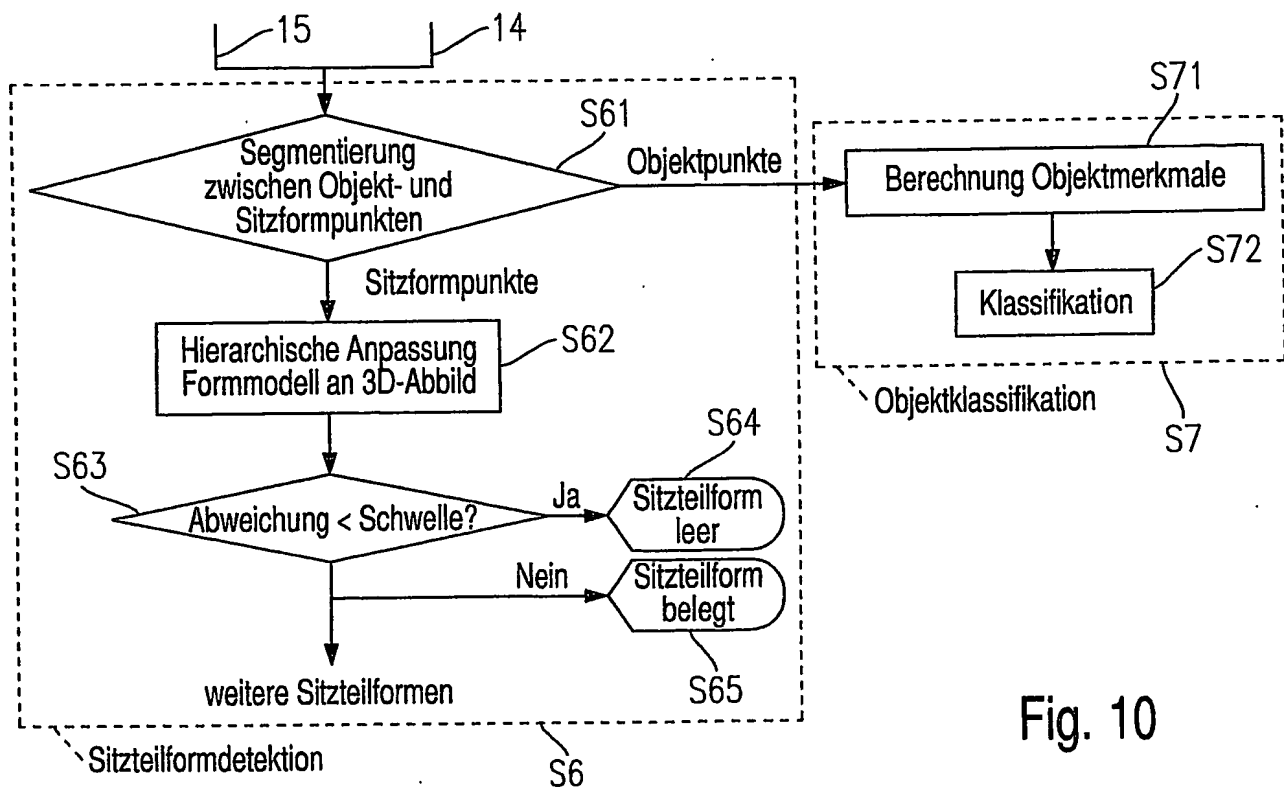 15
14
S61
Segmentierung
zwischen Objekt- und
Sitzformpunkten
Objektpunkte
S71
Berechnung Objektmerkmale
S72
Klassifikation
Objektklassifikation
S7
Sitzformpunkte
Hierarchische Anpassung
Formmodell an 3D-Abbild
S62
S63
Abweichung < Schwelle?
Ja
S64
Sitzteilform
leer
Nein
Sitzteilform
belegt
S65
weitere Sitzteilformen
Sitzteilformdetektion
S6
Fig. 10